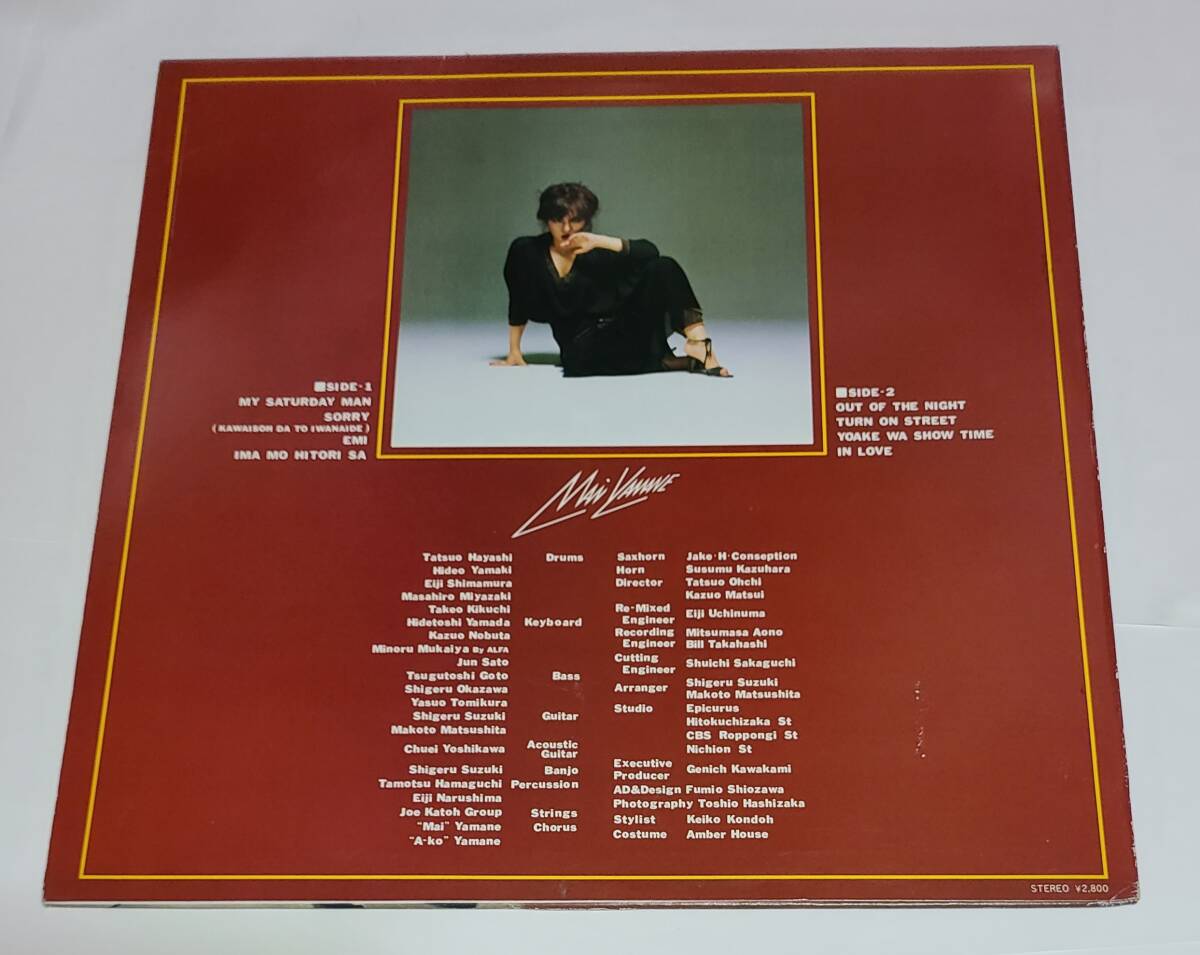 ■SIDE-1
MY SATURDAY MAN
SORRY
(KAWAISOH DA TO IWANAIDE)
EMI
IMA MO HITORI SA
■SIDE-2
OUT OF THE NIGHT
TURN ON STREET
YOAKE WA SHOW TIME
IN LOVE
Mai Yamane
Tatsuo Hayashi Drums
Hideo Yamaki
Eiji Shimamura
Masahiro Miyazaki
Takeo Kikuchi
Hidetoshi Yamada Keyboard
Kazuo Nobuta
Minoru Mukaiya By ALFA
Jun Sato
Tsugutoshi Goto Bass
Shigeru Okazawa
Yasuo Tomikura
Shigeru Suzuki Guitar
Makoto Matsushita
Chuei Yoshikawa Acoustic Guitar
Shigeru Suzuki Banjo
Tamotsu Hamaguchi Percussion
Eiji Narushima
Joe Katoh Group Strings
"Mai" Yamane Chorus
"A-ko" Yamane
Saxhorn Jake·H·Conseption
Horn Susumu Kazuhara
Director Tatsuo Ohchi
Kazuo Matsui
Re-Mixed Engineer Eiji Uchinuma
Recording Mitsumasa Aono
Engineer Bill Takahashi
Cutting Engineer Shuichi Sakaguchi
Arranger Shigeru Suzuki
Makoto Matsushita
Studio Epicurus
Hitokuchizaka St
CBS Roppongi St
Nichion St
Executive Producer Genich Kawakami
AD&Design Fumio Shiozawa
Photography Toshio Hashizaka
Stylist Keiko Kondoh
Costume Amber House
STEREO ¥2,800